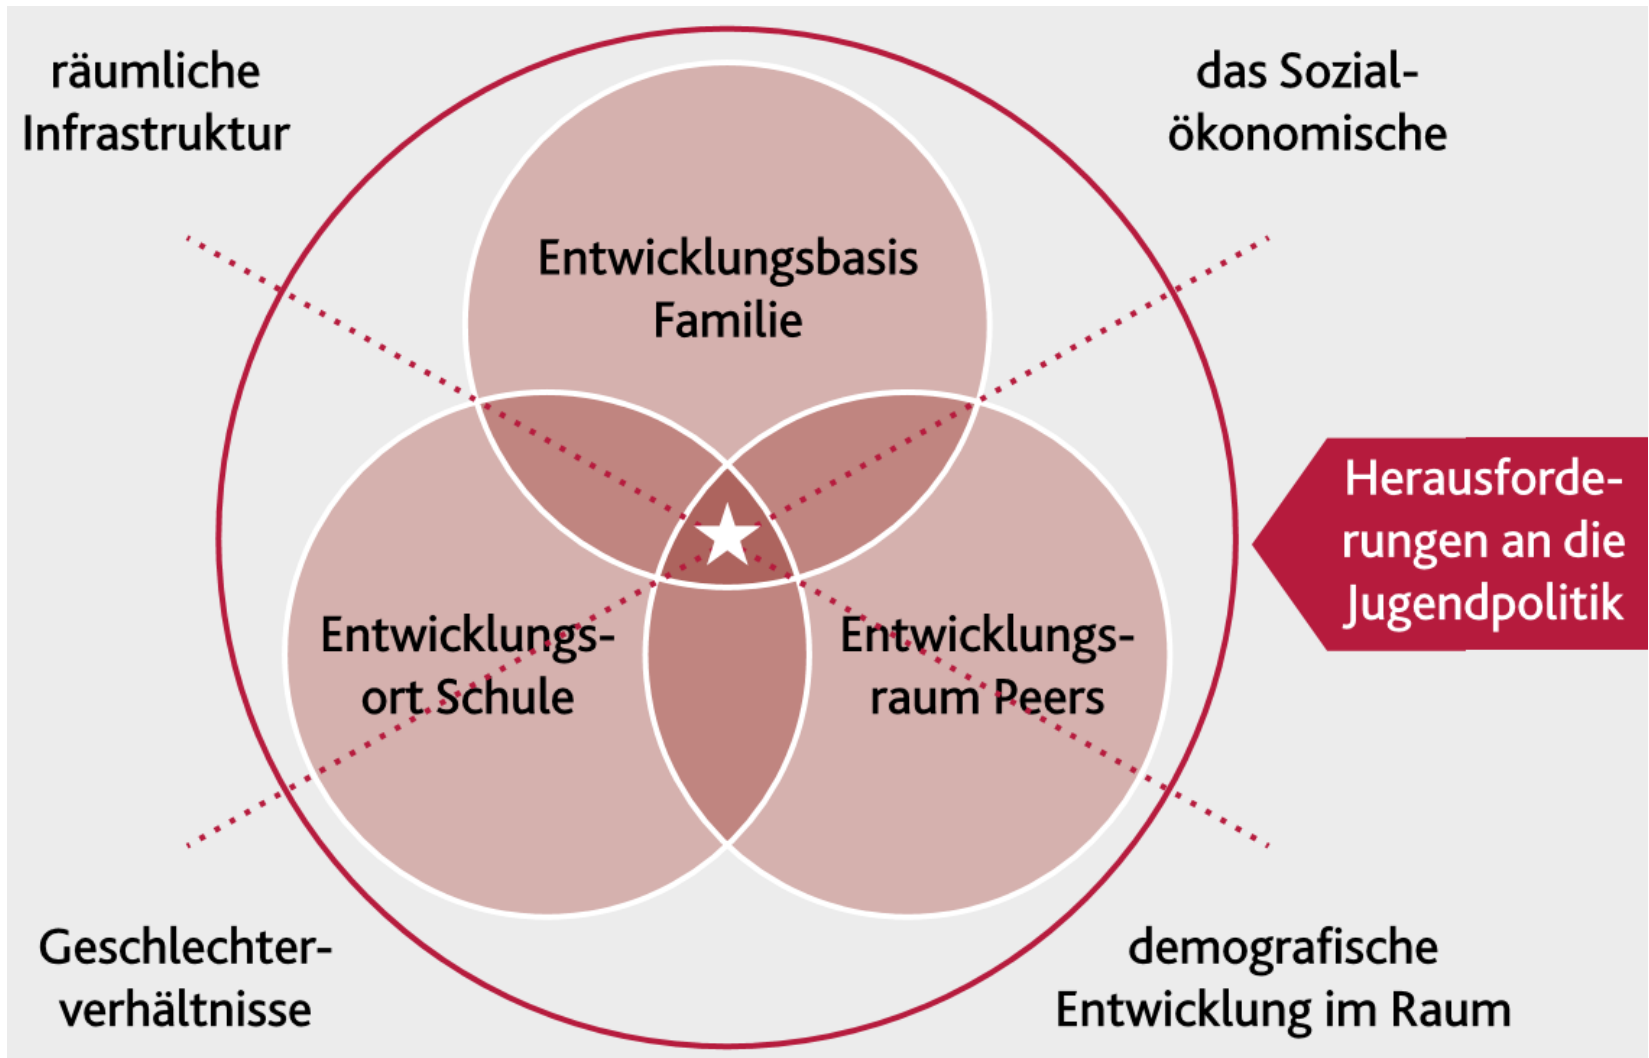 räumliche
Infrastruktur
das Sozial-
ökonomische
Entwicklungsbasis
Familie
Herausforde-
rungen an die
Jugendpolitik
Entwicklungs-
ort Schule
Entwicklungs-
raum Peers
Geschlechter-
verhältnisse
demografische
Entwicklung im Raum